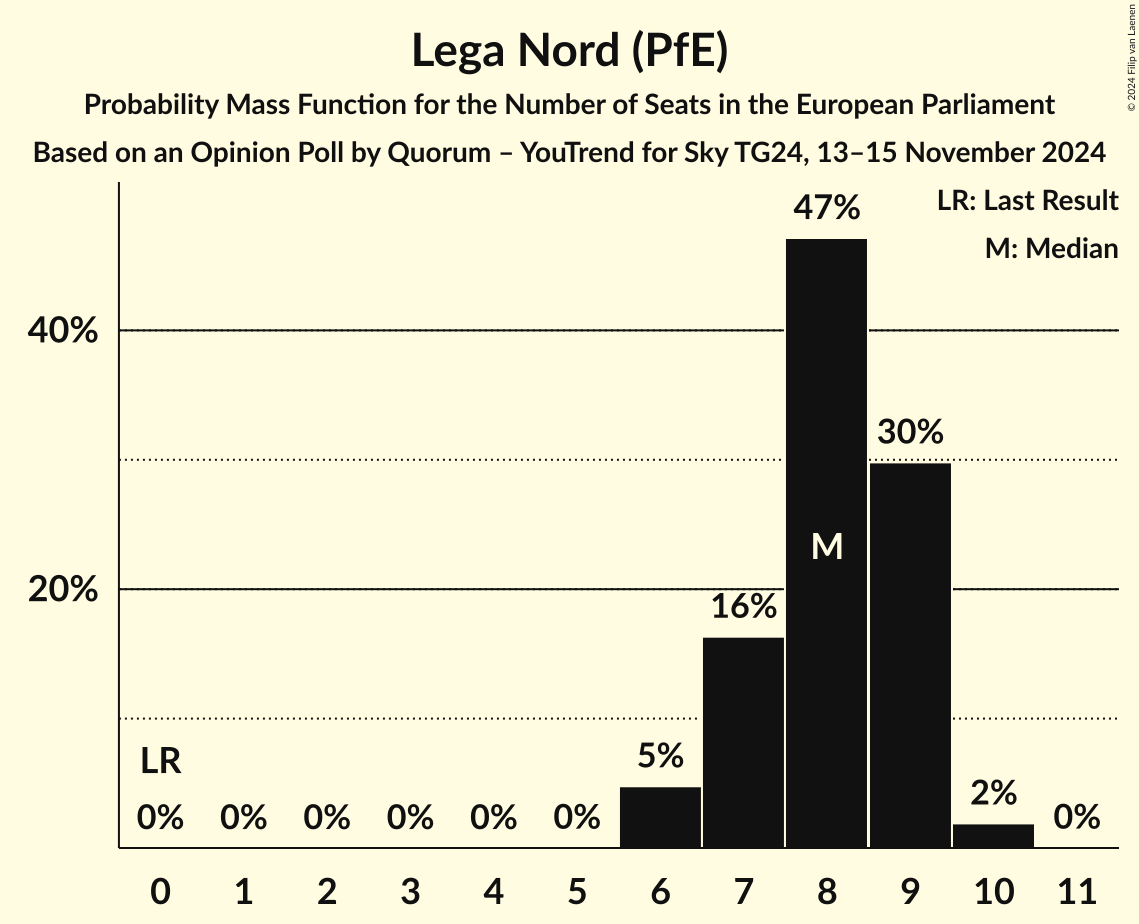 Lega Nord (PfE)
Probability Mass Function for the Number of Seats in the European Parliament
Based on an Opinion Poll by Quorum – YouTrend for Sky TG24, 13–15 November 2024
© 2024 Filip van Laenen
LR: Last Result
M: Median
47%
40%
30%
M
20%
16%
LR
5%
2%
0% 0% 0% 0% 0% 0% 0%
0 1 2 3 4 5 6 7 8 9 10 11